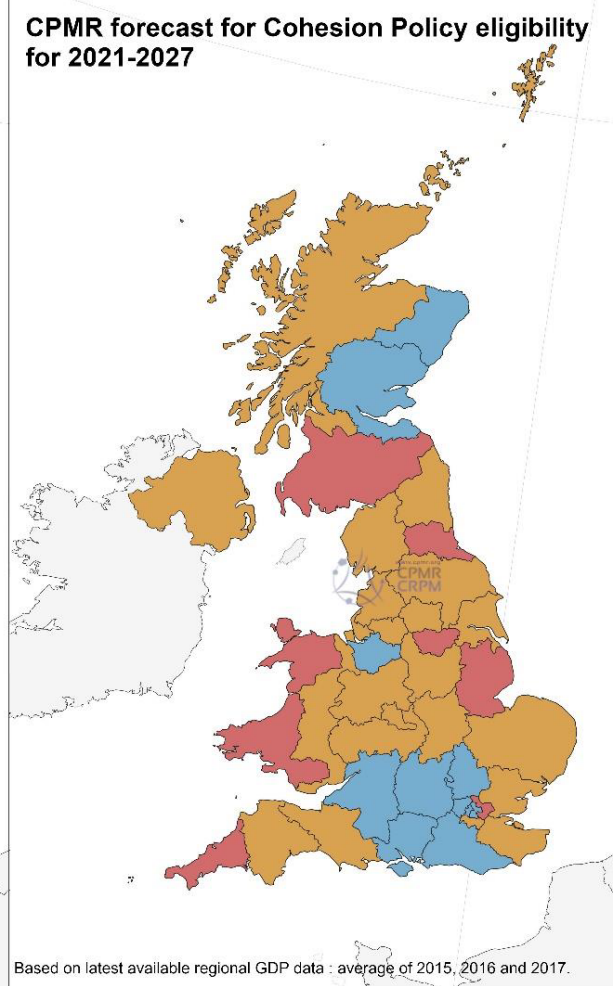 CPMR forecast for Cohesion Policy eligibility
for 2021-2027
CPMR
CRPM
Based on latest available regional GDP data : average of 2015, 2016 and 2017.